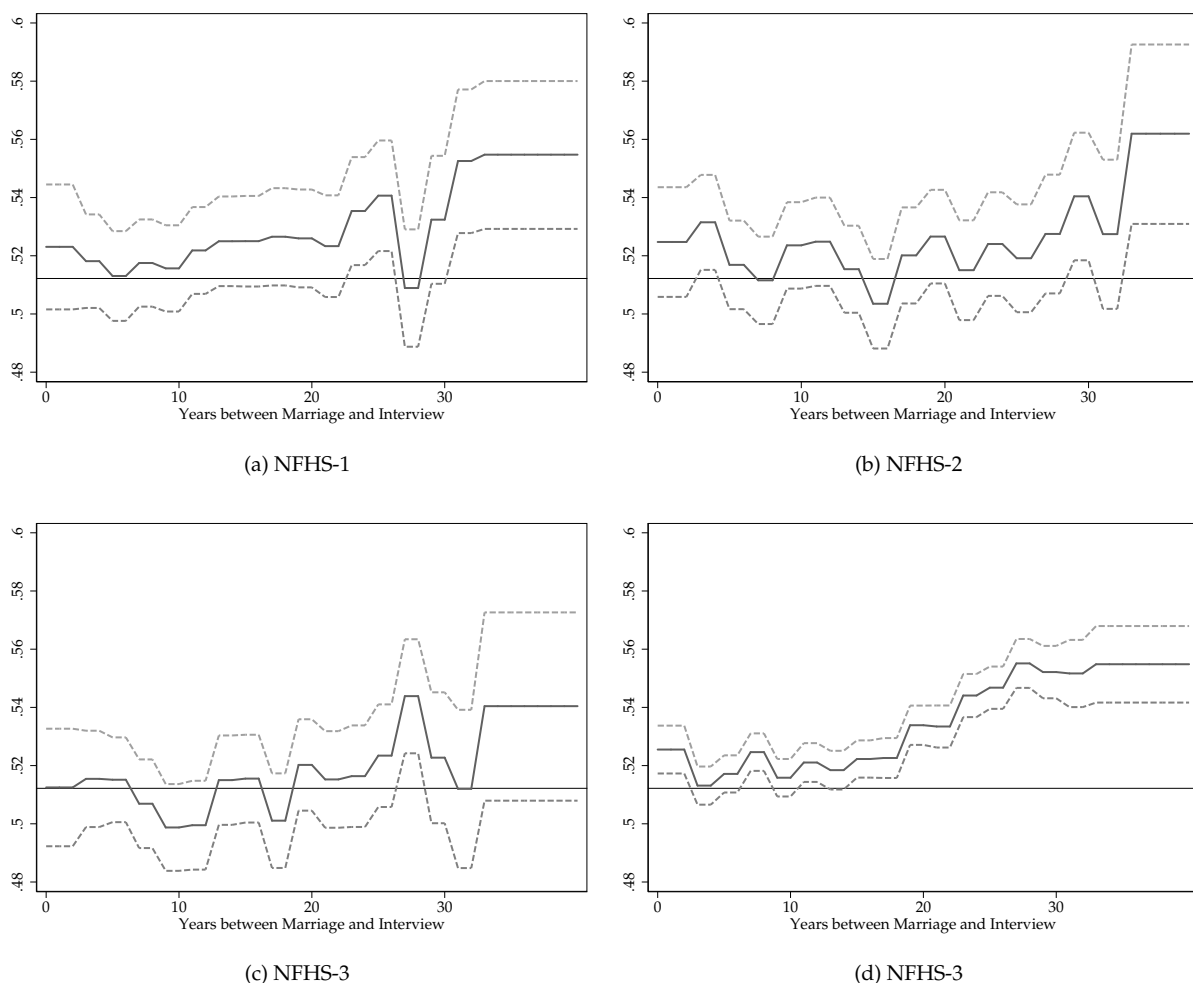 .6
.58
.56
.54
.52
.5
.48
0 10 20 30
Years between Marriage and Interview
(a) NFHS-1
.6
.58
.56
.54
.52
.5
.48
0 10 20 30
Years between Marriage and Interview
(b) NFHS-2
.6
.58
.56
.54
.52
.5
.48
0 10 20 30
Years between Marriage and Interview
(c) NFHS-3
.6
.58
.56
.54
.52
.5
.48
0 10 20 30
Years between Marriage and Interview
(d) NFHS-3